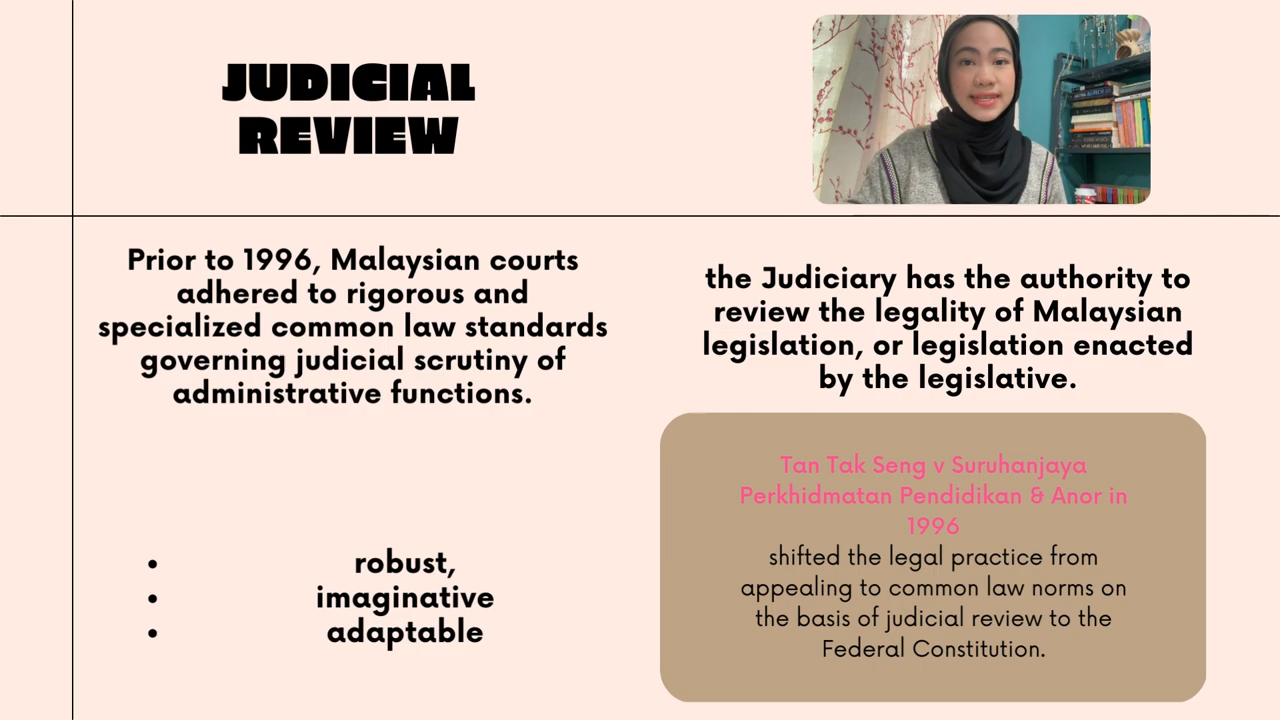 JUDICIAL
REVIEW
Prior to 1996, Malaysian courts
adhered to rigorous and
specialized common law standards
governing judicial scrutiny of
administrative functions.
• robust,
• imaginative
• adaptable
the Judiciary has the authority to
review the legality of Malaysian
legislation, or legislation enacted
by the legislative.
Tan Tak Seng v Suruhanjaya
Perkhidmatan Pendidikan & Anor in
1996
shifted the legal practice from
appealing to common law norms on
the basis of judicial review to the
Federal Constitution.